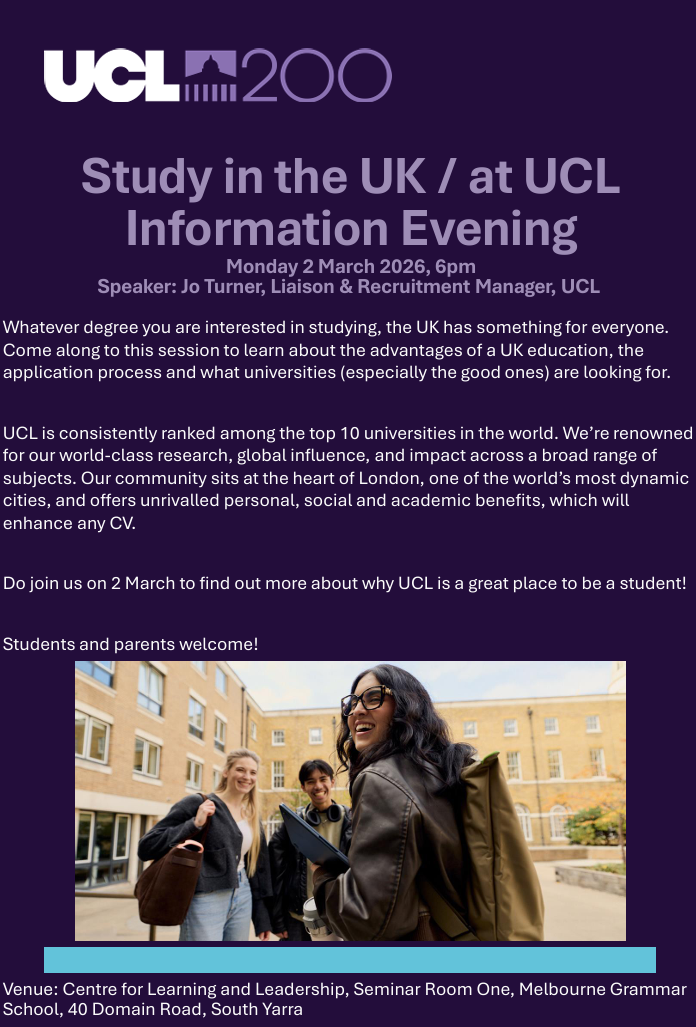 UCL 200
Study in the UK / at UCL
Information Evening
Monday 2 March 2026, 6pm
Speaker: Jo Turner, Liaison & Recruitment Manager, UCL
Whatever degree you are interested in studying, the UK has something for everyone.
Come along to this session to learn about the advantages of a UK education, the
application process and what universities (especially the good ones) are looking for.
UCL is consistently ranked among the top 10 universities in the world. We’re renowned
for our world-class research, global influence, and impact across a broad range of
subjects. Our community sits at the heart of London, one of the world’s most dynamic
cities, and offers unrivalled personal, social and academic benefits, which will
enhance any CV.
Do join us on 2 March to find out more about why UCL is a great place to be a student!
Students and parents welcome!
Venue: Centre for Learning and Leadership, Seminar Room One, Melbourne Grammar
School, 40 Domain Road, South Yarra